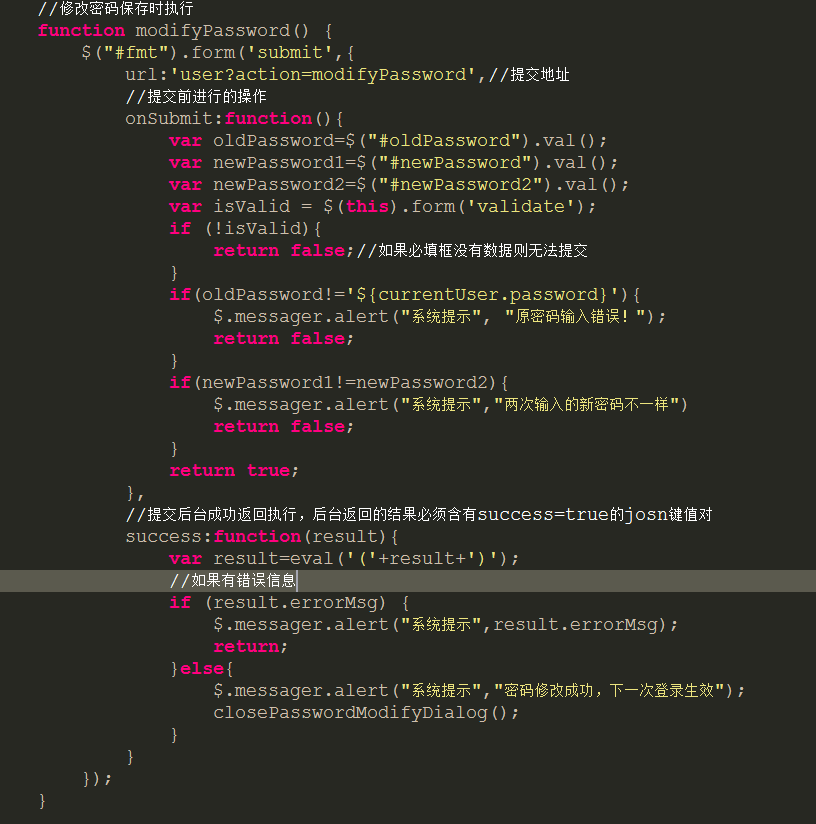 //修改密码保存时执行
function modifyPassword() {
    $("#fmt").form('submit',{
        url:'user?action=modifyPassword',//提交地址
        //提交前进行的操作
        onSubmit:function(){
            var oldPassword=$("#oldPassword").val();
            var newPassword1=$("#newPassword").val();
            var newPassword2=$("#newPassword2").val();
            var isValid = $(this).form('validate');
            if (!isValid){
                return false;//如果必填框没有数据则无法提交
            }
            if(oldPassword!='${currentUser.password}'){
                $.messager.alert("系统提示", "原密码输入错误！");
                return false;
            }
            if(newPassword1!=newPassword2){
                $.messager.alert("系统提示","两次输入的新密码不一样")
                return false;
            }
            return true;
        },
        //提交后台成功返回执行，后台返回的结果必须含有success=true的josn键值对
        success:function(result){
            var result=eval('('+result+')');
            //如果有错误信息
            if (result.errorMsg) {
                $.messager.alert("系统提示",result.errorMsg);
                return;
            }else{
                $.messager.alert("系统提示","密码修改成功，下一次登录生效");
                closePasswordModifyDialog();
            }
        }
    });
}